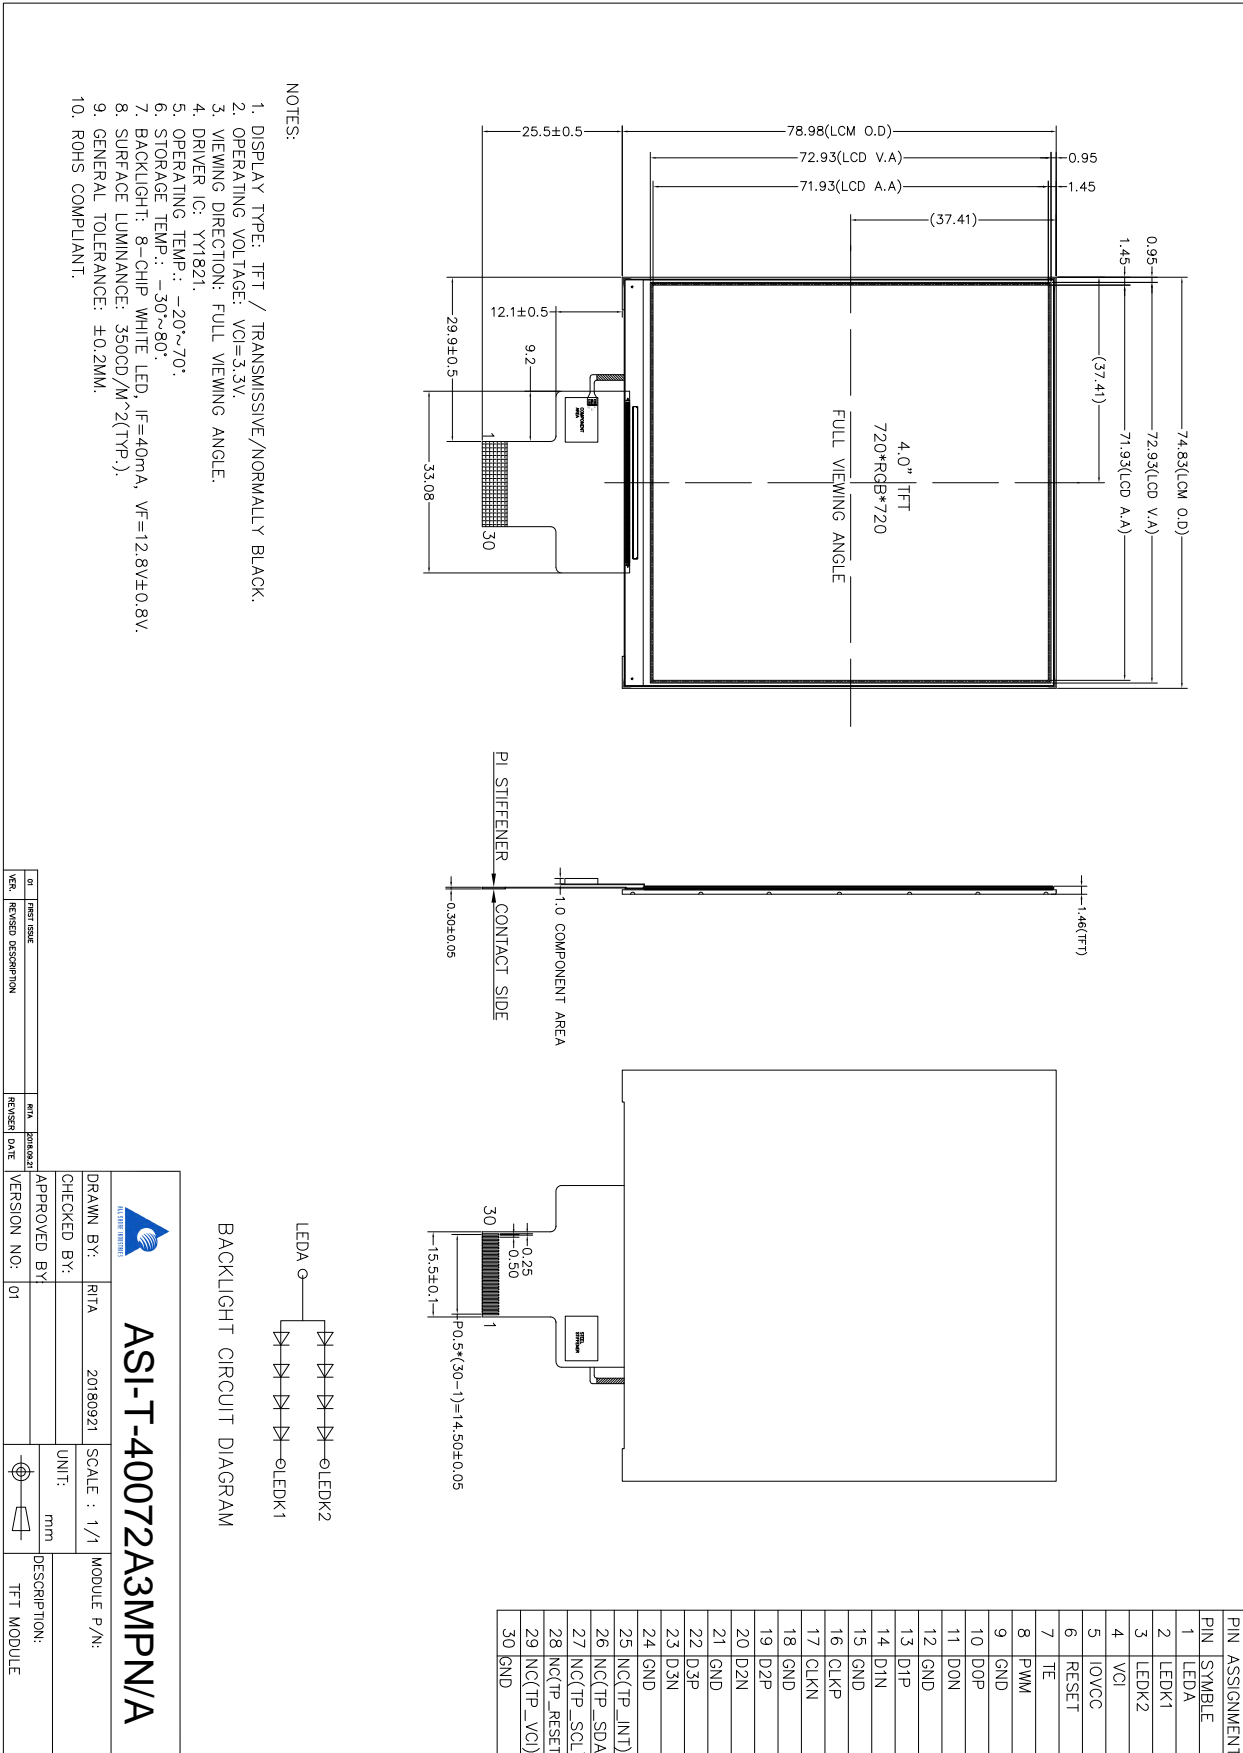 74.83(LCM O.D)
72.93(LCD V.A)
71.93(LCD A.A)
(37.41)
0.95
1.45
78.98(LCM O.D)
72.93(LCD V.A)
71.93(LCD A.A)
(37.41)
0.95
1.45
25.5±0.5
12.1±0.5
29.9±0.5
9.2
33.08
4.0" TFT
720*RGB*720
FULL VIEWING ANGLE
COMPONENT
AREA
1
30
1.46(TFT)
1.0 COMPONENT AREA
PI STIFFENER
CONTACT SIDE
0.30±0.05
30
1
0.25
0.50
15.5±0.1
P0.5*(30-1)=14.50±0.05
STEEL
STIFFENER
PIN ASSIGNMENT
PIN SYMBLE
1 LEDA
2 LEDK1
3 LEDK2
4 VCI
5 IOVCC
6 RESET
7 TE
8 PWM
9 GND
10 D0P
11 D0N
12 GND
13 D1P
14 D1N
15 GND
16 CLKP
17 CLKN
18 GND
19 D2P
20 D2N
21 GND
22 D3P
23 D3N
24 GND
25 NC(TP_INT)
26 NC(TP_SDA
27 NC(TP_SCL
28 NC(TP_RESET
29 NC(TP_VCI)
30 GND
NOTES:
1. DISPLAY TYPE: TFT / TRANSMISSIVE/NORMALLY BLACK.
2. OPERATING VOLTAGE: VCI=3.3V.
3. VIEWING DIRECTION: FULL VIEWING ANGLE.
4. DRIVER IC: YY1821.
5. OPERATING TEMP.: -20°~70°.
6. STORAGE TEMP.: -30°~80°.
7. BACKLIGHT: 8-CHIP WHITE LED, IF=40mA, VF=12.8V±0.8V.
8. SURFACE LUMINANCE: 350CD/M^2(TYP.).
9. GENERAL TOLERANCE: ±0.2MM.
10. ROHS COMPLIANT.
LEDA
LEDK2
LEDK1
BACKLIGHT CIRCUIT DIAGRAM
ALL SHORE INDUSTRIES
ASI-T-40072A3MPN/A
DRAWN BY: RITA 20180921
SCALE : 1/1
MODULE P/N:
CHECKED BY:
UNIT: mm
APPROVED BY:
DESCRIPTION:
TFT MODULE
VERSION NO: 01
01 FIRST ISSUE RITA 2018.09.21
VER. REVISED DESCRIPTION REVISER DATE